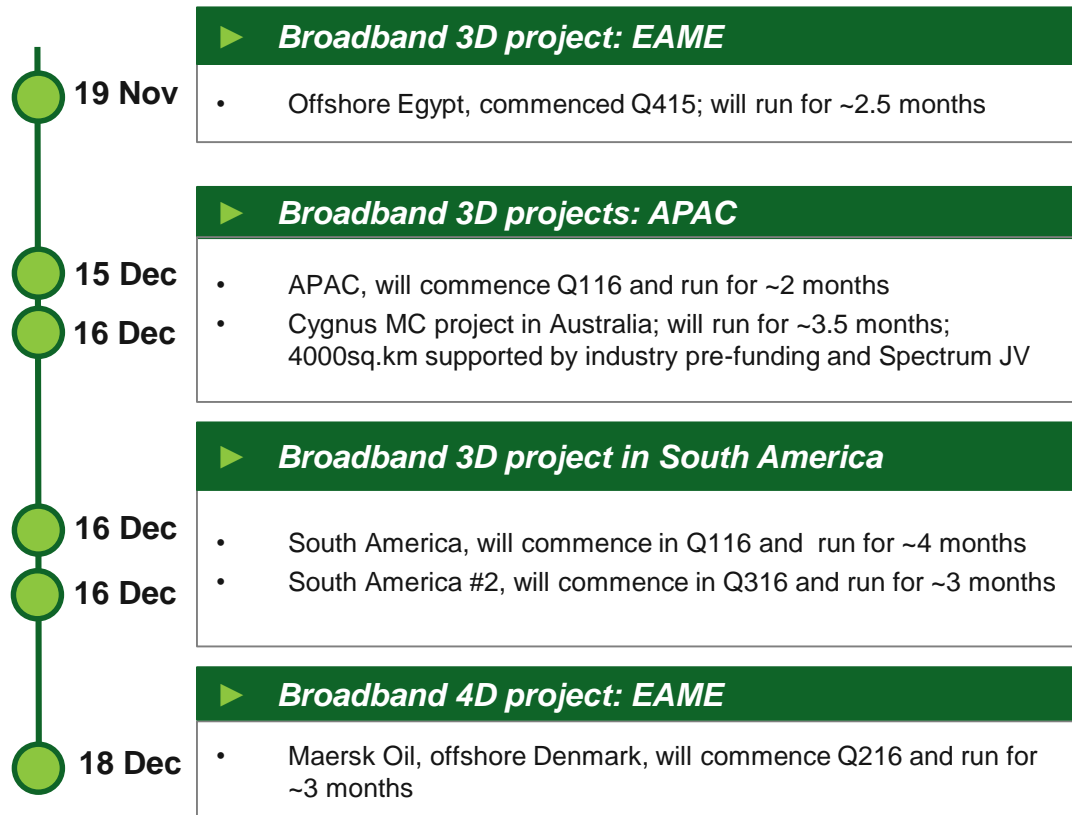 ► Broadband 3D project: EAME
19 Nov
• Offshore Egypt, commenced Q415; will run for ~2.5 months
► Broadband 3D projects: APAC
15 Dec
• APAC, will commence Q116 and run for ~2 months
16 Dec
• Cygnus MC project in Australia; will run for ~3.5 months;
4000sq.km supported by industry pre-funding and Spectrum JV
► Broadband 3D project in South America
16 Dec
• South America, will commence in Q116 and run for ~4 months
16 Dec
• South America #2, will commence in Q316 and run for ~3 months
► Broadband 4D project: EAME
18 Dec
• Maersk Oil, offshore Denmark, will commence Q216 and run for
~3 months